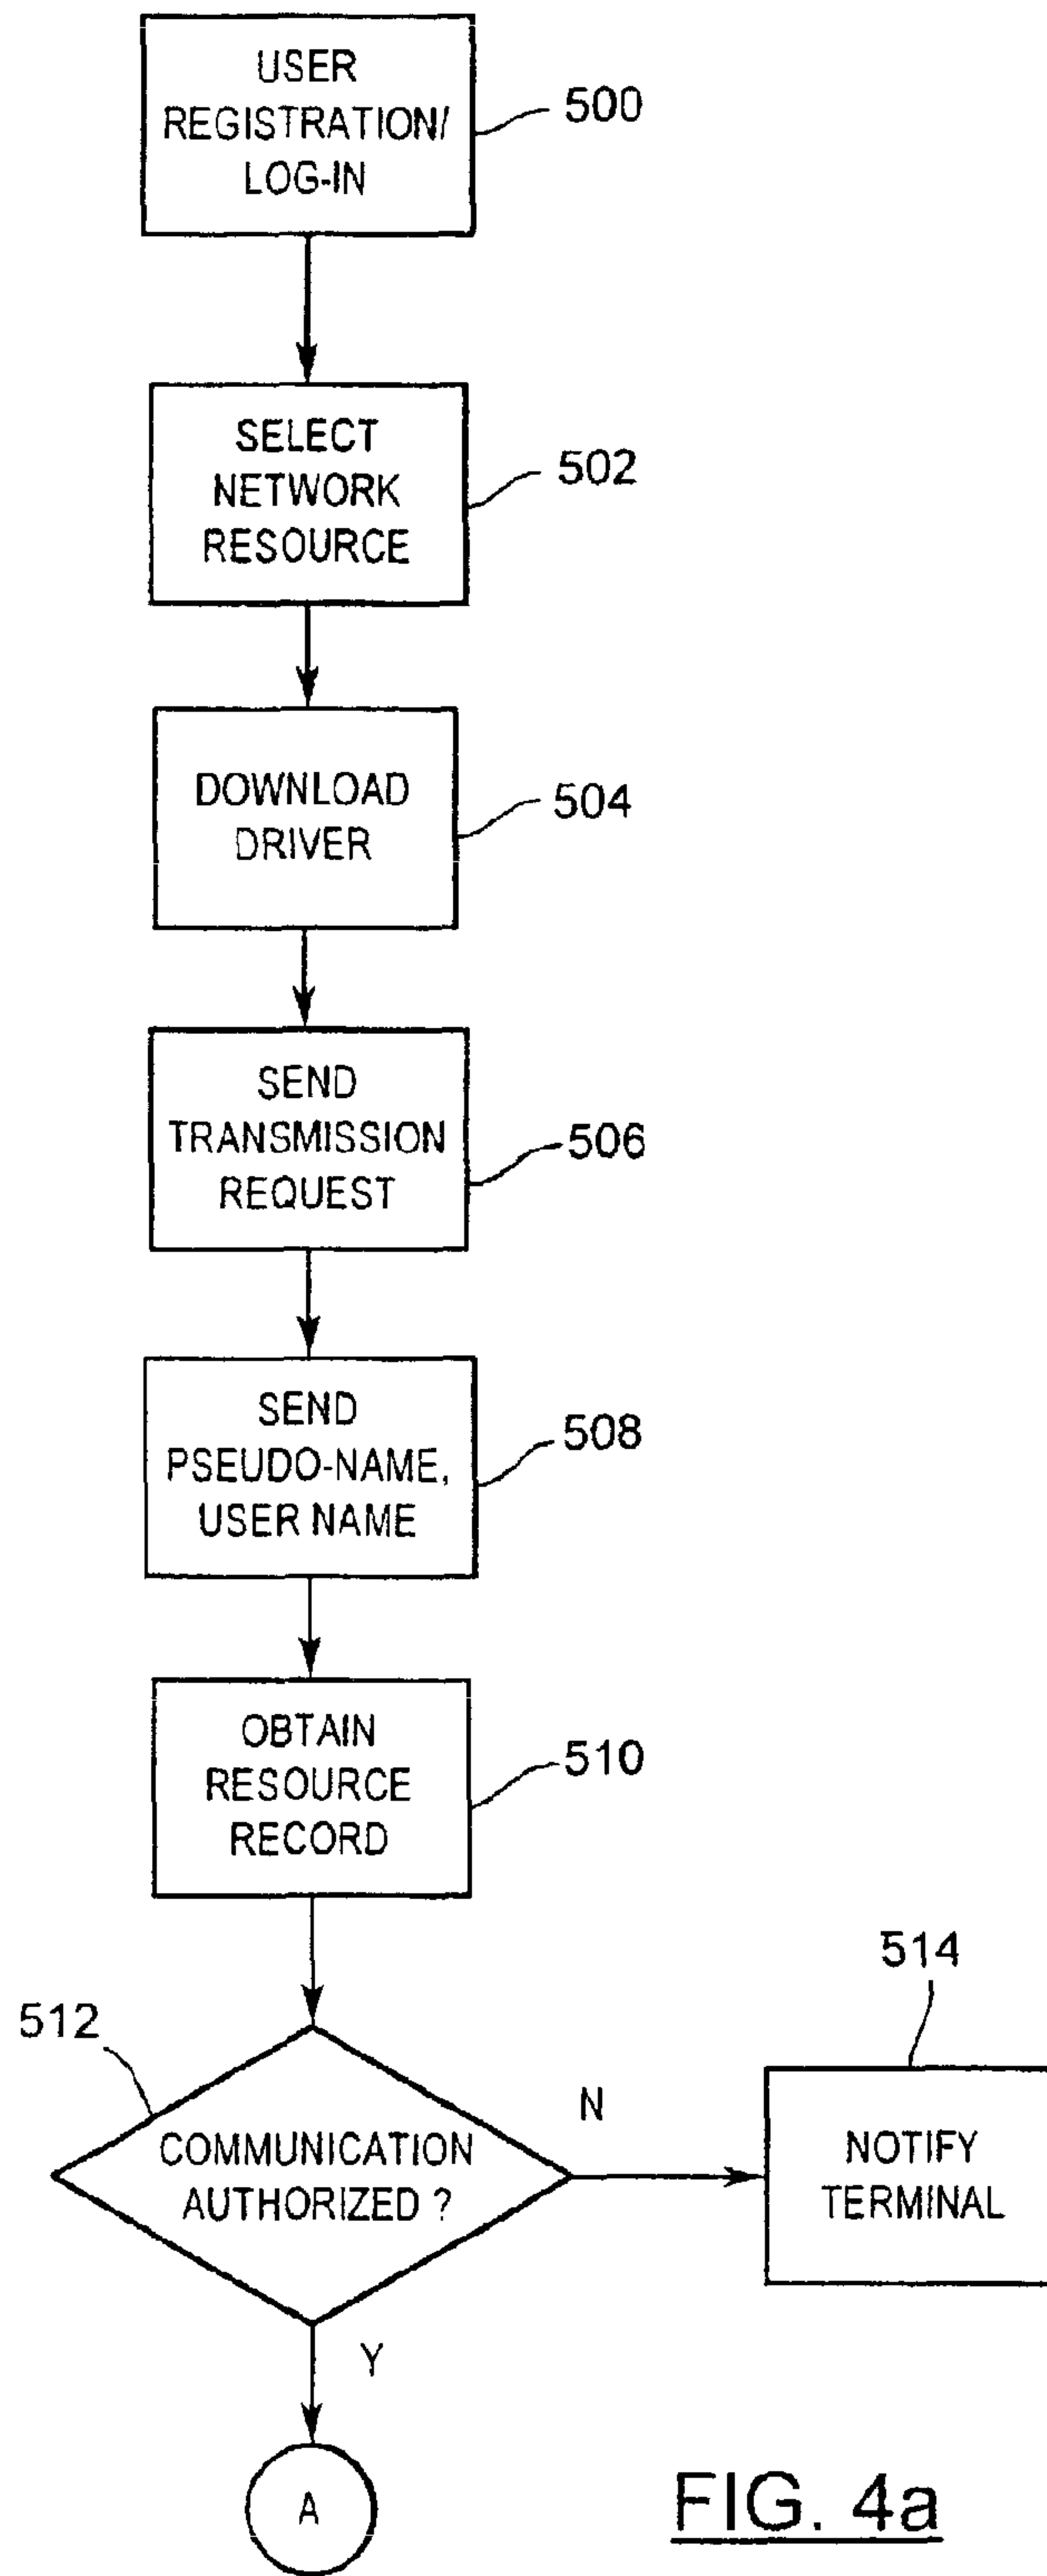 USER
REGISTRATION/
LOG-IN
500
SELECT
NETWORK
RESOURCE
502
DOWNLOAD
DRIVER
504
SEND
TRANSMISSION
REQUEST
506
SEND
PSEUDO-NAME,
USER NAME
508
OBTAIN
RESOURCE
RECORD
510
512
COMMUNICATION
AUTHORIZED ?
N
514
NOTIFY
TERMINAL
Y
A
FIG. 4a